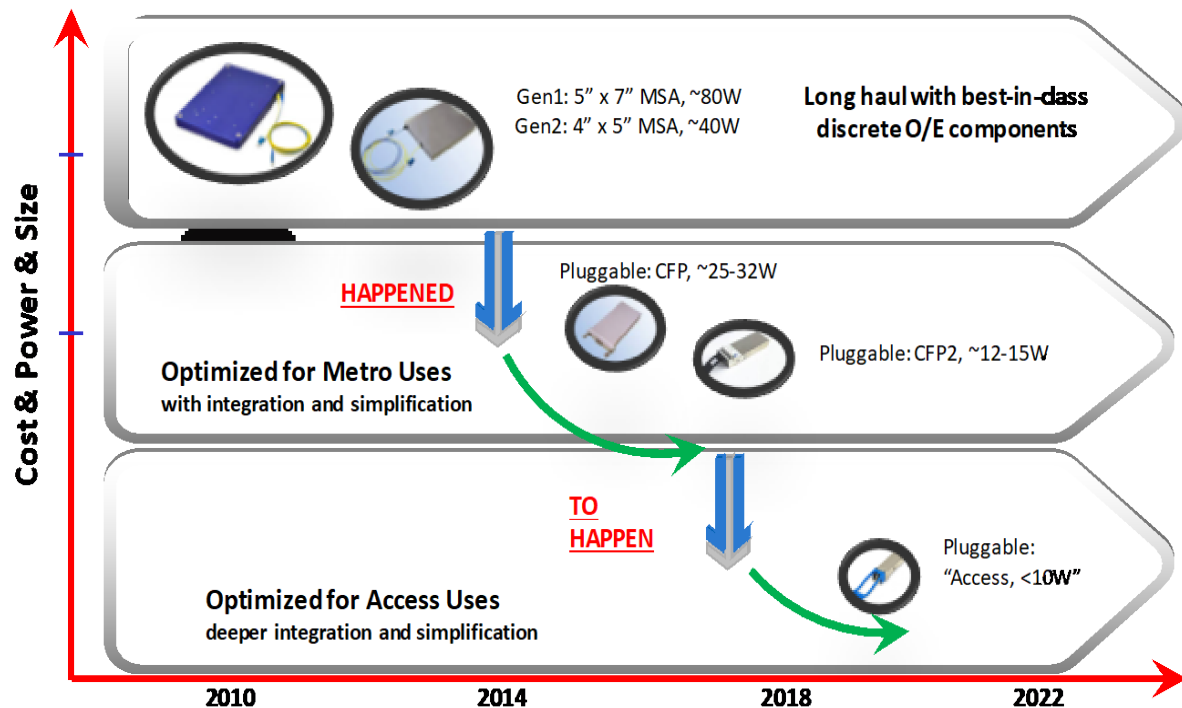 Cost & Power & Size
Gen1: 5” x 7” MSA, ~80W
Gen2: 4” x 5” MSA, ~40W
Long haul with best-in-class
discrete O/E components
HAPPENED
Pluggable: CFP, ~25-32W
Pluggable: CFP2, ~12-15W
Optimized for Metro Uses
with integration and simplification
TO
HAPPEN
Pluggable:
“Access, <10W”
Optimized for Access Uses
deeper integration and simplification
2010
2014
2018
2022